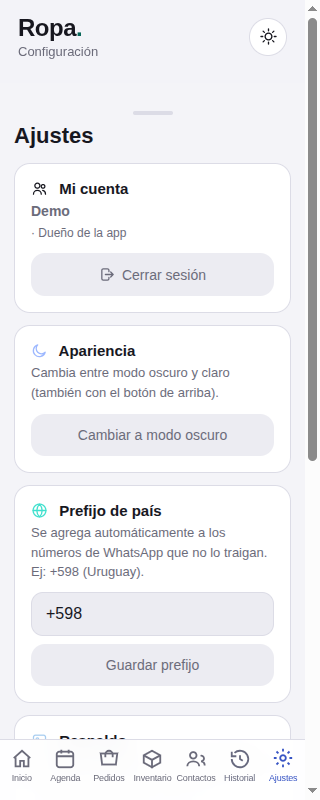 Ropa.
Configuración
Ajustes
Mi cuenta
Demo
· Dueño de la app
Cerrar sesión
Apariencia
Cambia entre modo oscuro y claro
(también con el botón de arriba).
Cambiar a modo oscuro
Prefijo de país
Se agrega automáticamente a los
números de WhatsApp que no lo traigan.
Ej: +598 (Uruguay).
+598
Guardar prefijo
Respaldo
Inicio Agenda Pedidos Inventario Contactos Historial Ajustes